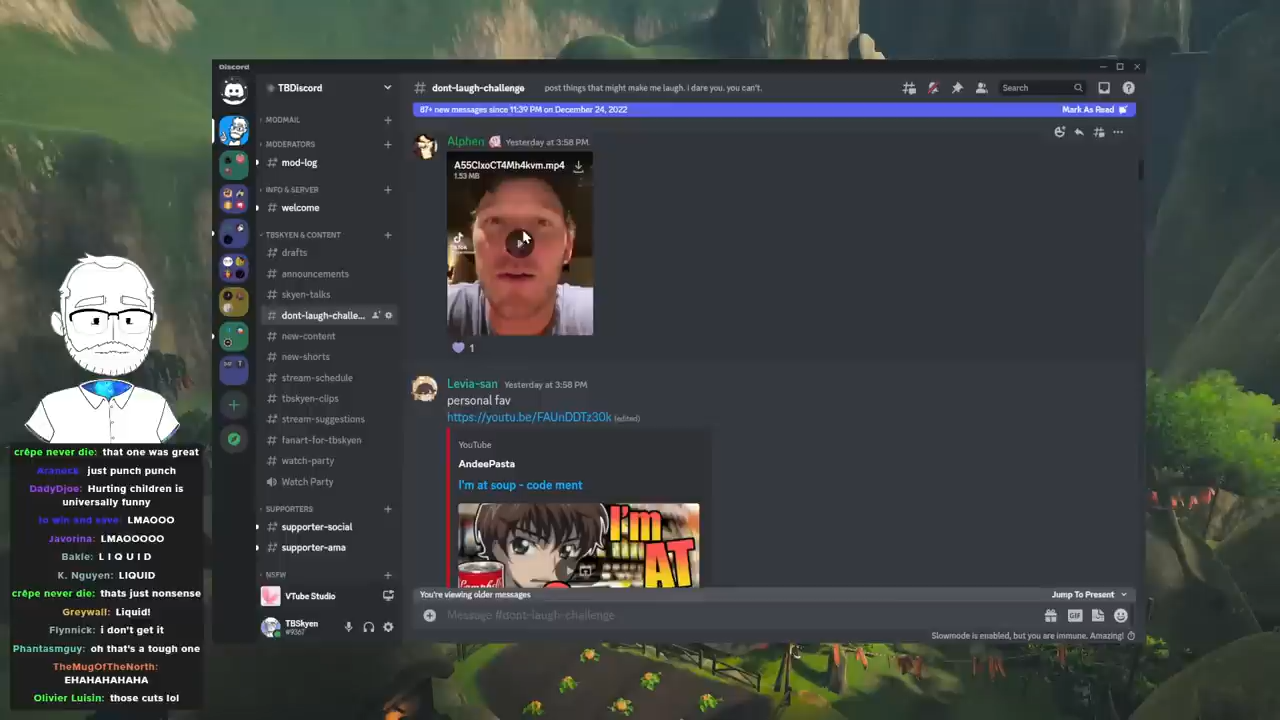 Discord
TBDiscord
# dont-laugh-challenge post things that might make me laugh. i dare you. you can't.
Search
87+ new messages since 11:39 PM on December 24, 2022
Mark As Read
MODMAIL
MODERATORS
# mod-log
INFO & SERVER
# welcome
TBSKYEN & CONTENT
# drafts
# announcements
# skyen-talks
# dont-laugh-challe...
# new-content
# new-shorts
# stream-schedule
# tbskyen-clips
# stream-suggestions
# fanart-for-tbskyen
# watch-party
Watch Party
SUPPORTERS
# supporter-social
# supporter-ama
NSFW
VTube Studio
TBSkyen
#9367
Alphen Yesterday at 3:58 PM
A55ClxoCT4Mh4kvm.mp4
1.53 MB
1
Levia-san Yesterday at 3:58 PM
personal fav
https://youtu.be/FAUnDDTz30k (edited)
YouTube
AndeePasta
I'm at soup - code ment
I'm
AT
Campbell's
You're viewing older messages
Jump To Present
Message #dont-laugh-challenge
GIF
Slowmode is enabled, but you are immune. Amazing!
crêpe never die: that one was great
Aranuck: just punch punch
DadyDjoe: Hurting children is
universally funny
to win and save: LMAOOO
Javorina: LMAOOOOO
Bakle: L I Q U I D
K. Nguyen: LIQUID
crêpe never die: thats just nonsense
Greywall: Liquid!
Flynnick: i don't get it
Phantasmguy: oh that's a tough one
TheMugOfTheNorth:
EHAHAHAHAHA
Olivier Luisin: those cuts lol